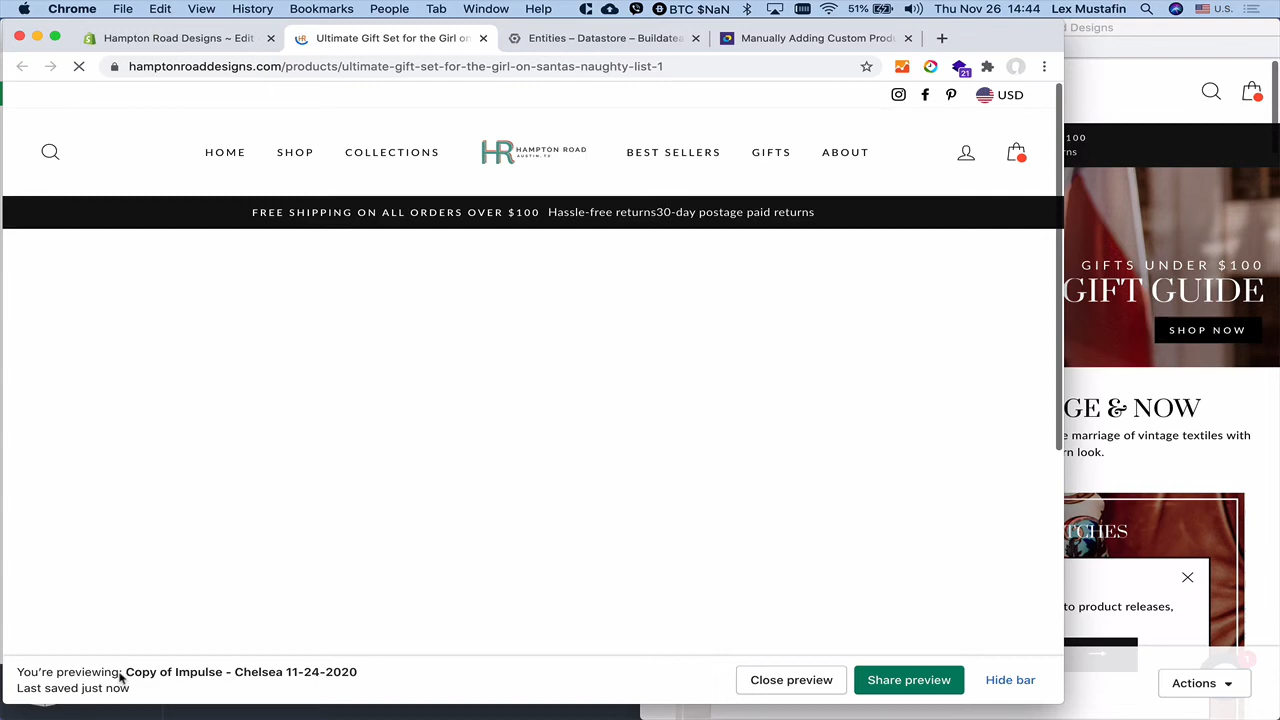 Chrome File Edit View History Bookmarks People Tab Window Help BTC $NaN 51% Thu Nov 26 14:44 Lex Mustafin U.S.
Hampton Road Designs ~ Edit
Ultimate Gift Set for the Girl on
Entities – Datastore – Buildatea
Manually Adding Custom Produ
d Designs
hamptonroaddesigns.com/products/ultimate-gift-set-for-the-girl-on-santas-naughty-list-1
21
USD
HOME SHOP COLLECTIONS
HR HAMPTON ROAD
AUSTIN, TX
BEST SELLERS GIFTS ABOUT
FREE SHIPPING ON ALL ORDERS OVER $100 Hassle-free returns30-day postage paid returns
100
rns
GIFTS UNDER $100
GIFT GUIDE
SHOP NOW
GE & NOW
e marriage of vintage textiles with
rn look.
TCHES
to product releases,
You're previewing: Copy of Impulse - Chelsea 11-24-2020
Last saved just now
Close preview
Share preview
Hide bar
Actions